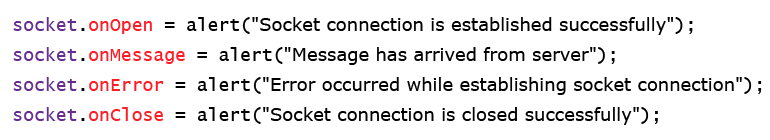 socket.onOpen = alert("Socket connection is established successfully");
socket.onMessage = alert("Message has arrived from server");
socket.onError = alert("Error occurred while establishing socket connection");
socket.onClose = alert("Socket connection is closed successfully");